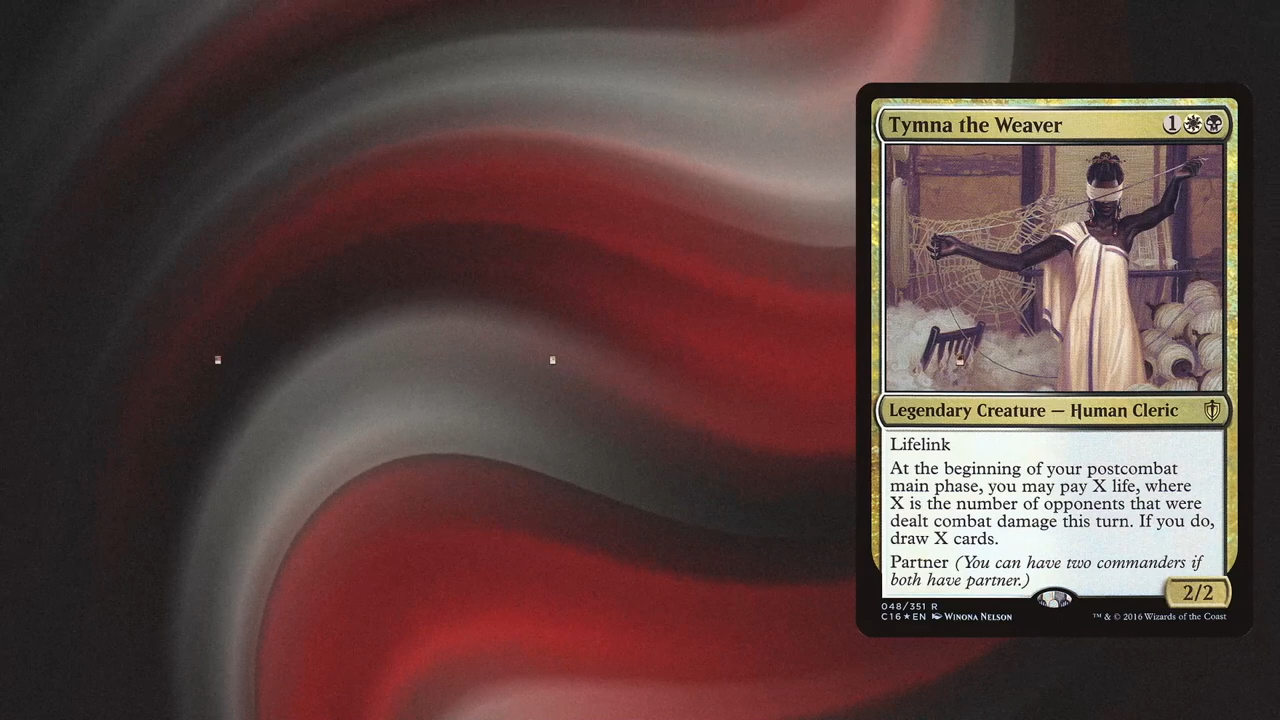 Tymna the Weaver 1
Legendary Creature — Human Cleric
Lifelink
At the beginning of your postcombat
main phase, you may pay X life, where
X is the number of opponents that were
dealt combat damage this turn. If you do,
draw X cards.
Partner (You can have two commanders if
both have partner.)
2/2
048/351 R
C16★EN Winona Nelson
™ & © 2016 Wizards of the Coast